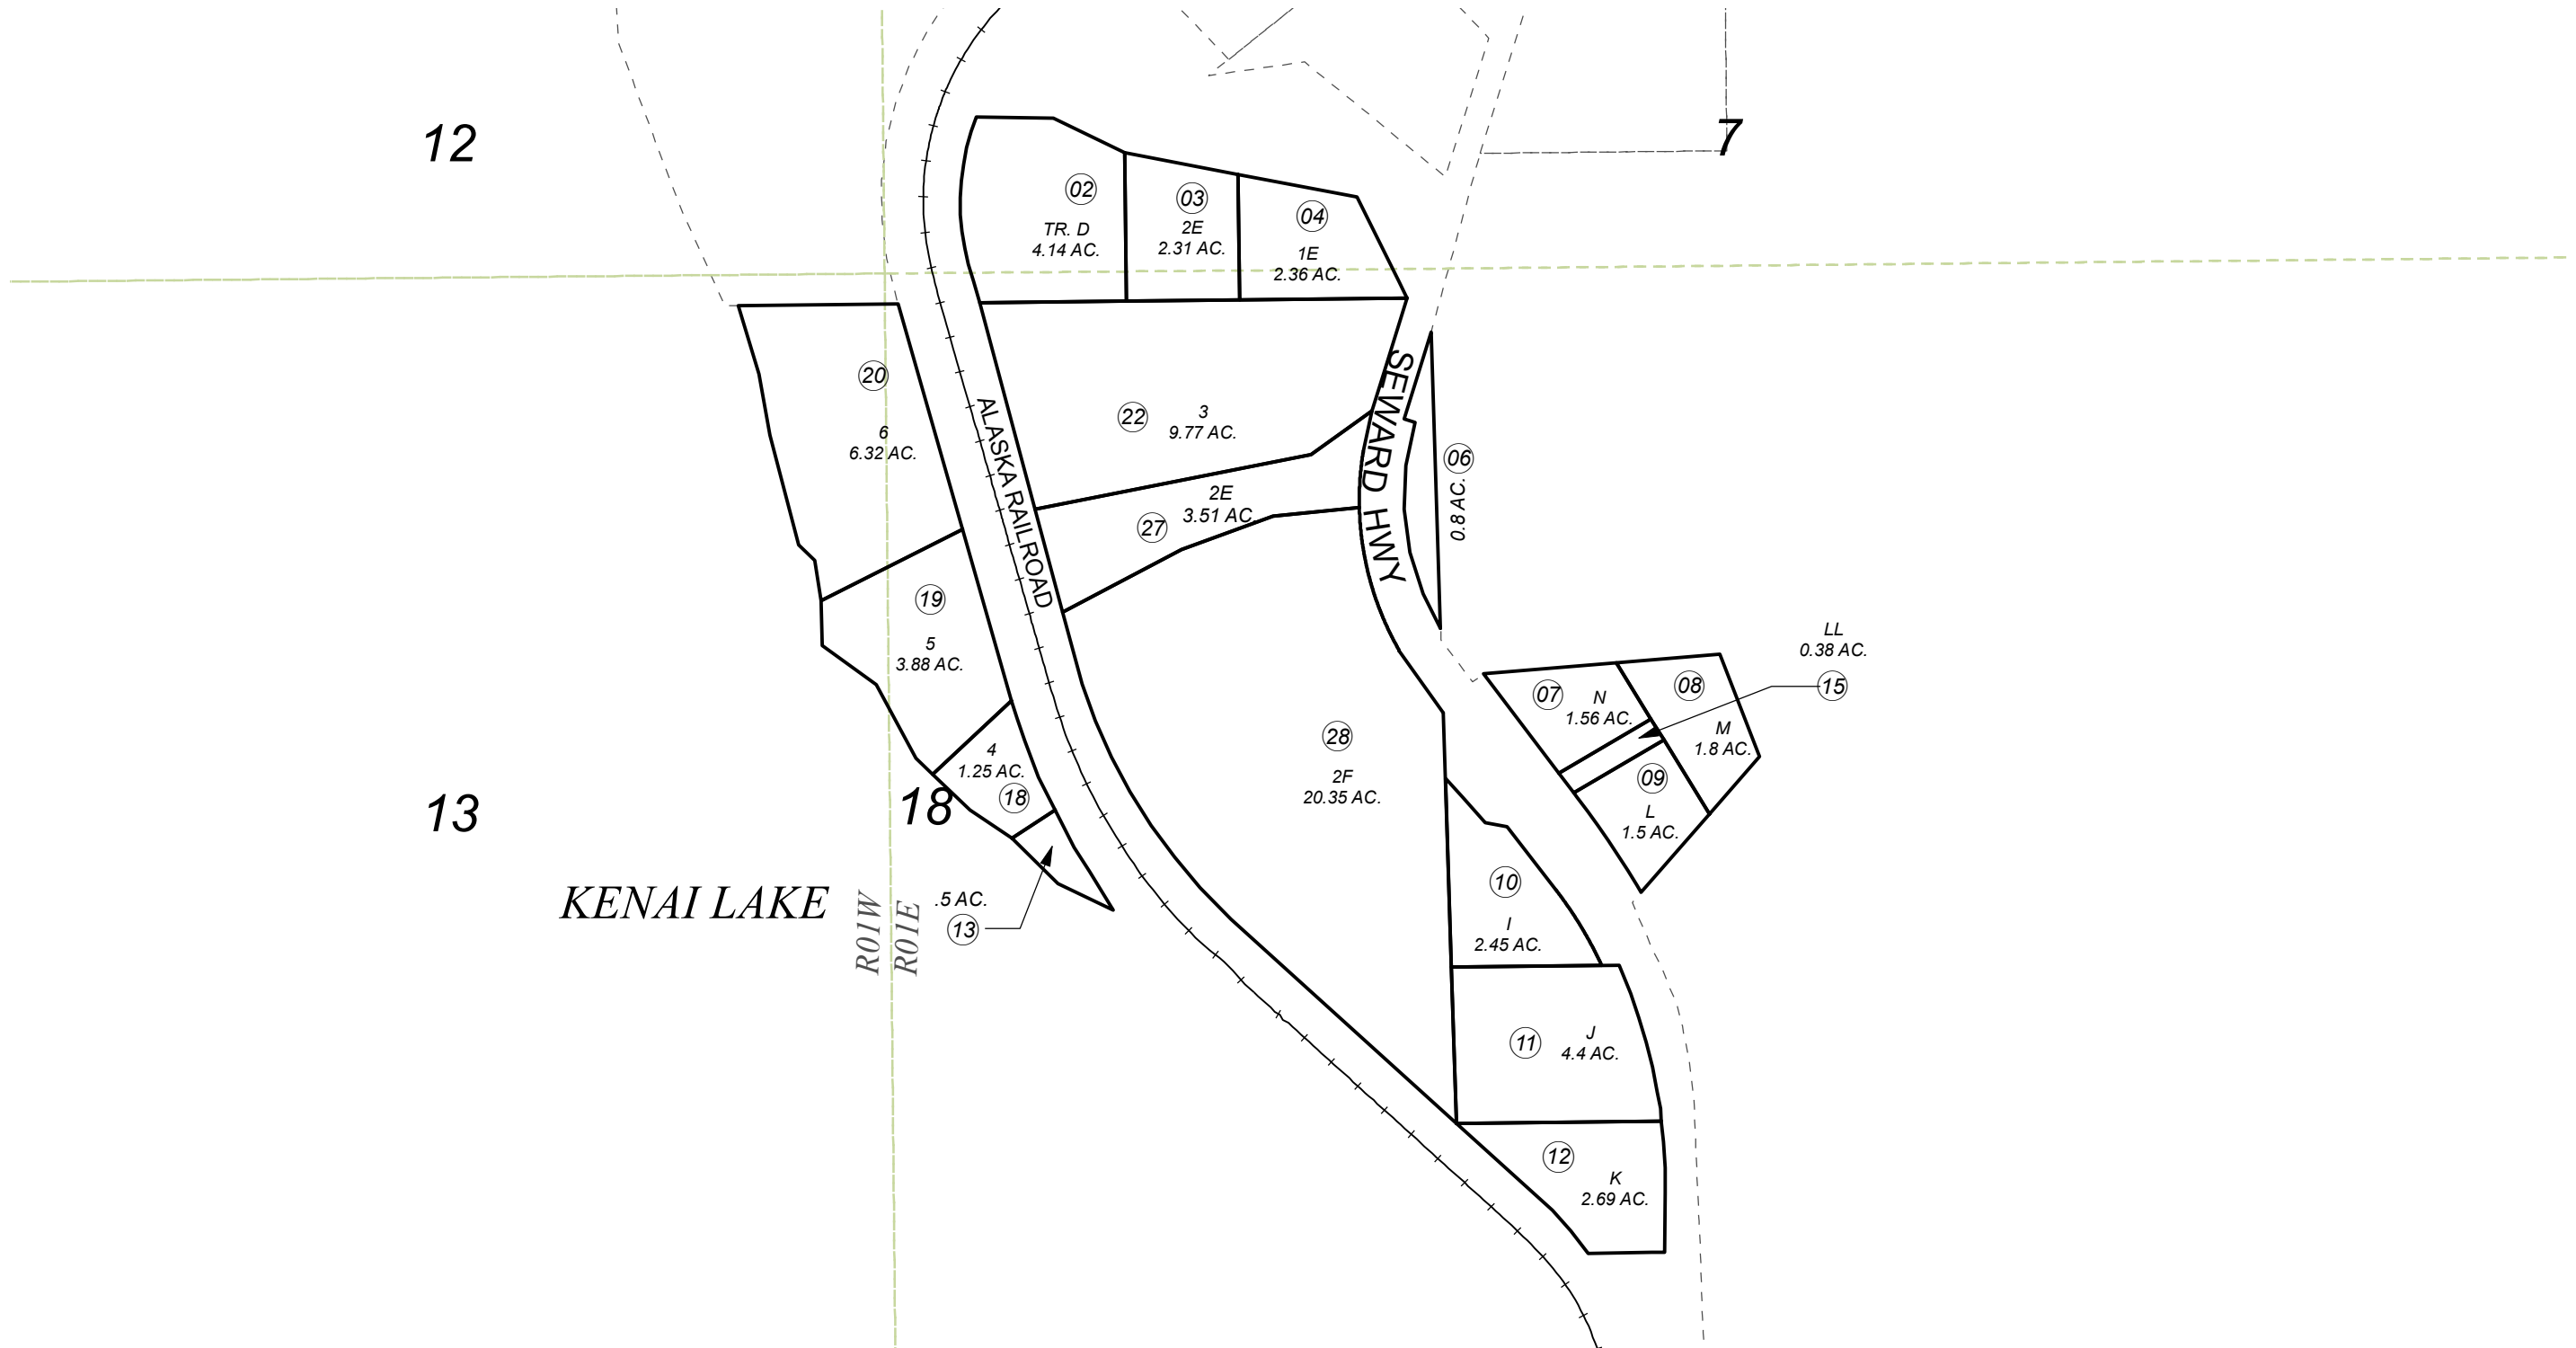 12
7
02
TR. D
4.14 AC.
03
2E
2.31 AC.
04
1E
2.36 AC.
20
6
6.32 AC.
22
3
9.77 AC.
SEWARD HWY
06
0.8 AC.
ALASKA RAILROAD
2E
3.51 AC.
27
19
5
3.88 AC.
LL
0.38 AC.
15
07
N
1.56 AC.
08
M
1.8 AC.
28
2F
20.35 AC.
4
1.25 AC.
18
09
L
1.5 AC.
13
18
KENAI LAKE
R01W
R01E
.5 AC.
13
10
I
2.45 AC.
11
J
4.4 AC.
12
K
2.69 AC.